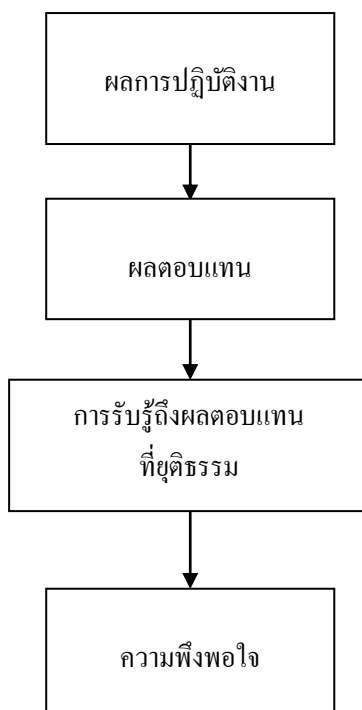 ผลการปฏิบัติงาน
ผลตอบแทน
การรับรู้ถึงผลตอบแทน
ที่ยุติธรรม
ความพึงพอใจ